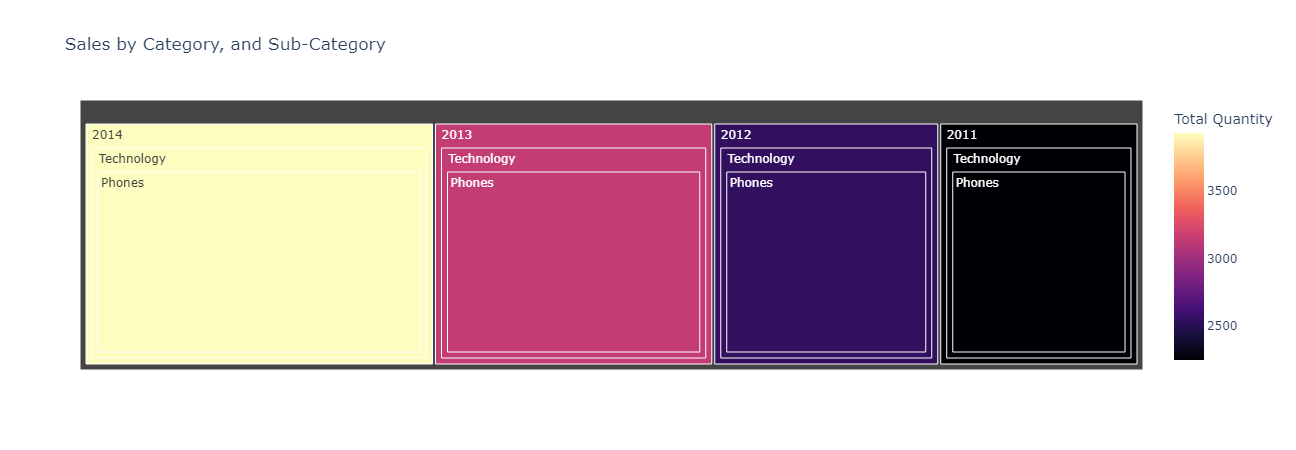 Sales by Category, and Sub-Category
2014
Technology
Phones
2013
Technology
Phones
2012
Technology
Phones
2011
Technology
Phones
Total Quantity
3500
3000
2500